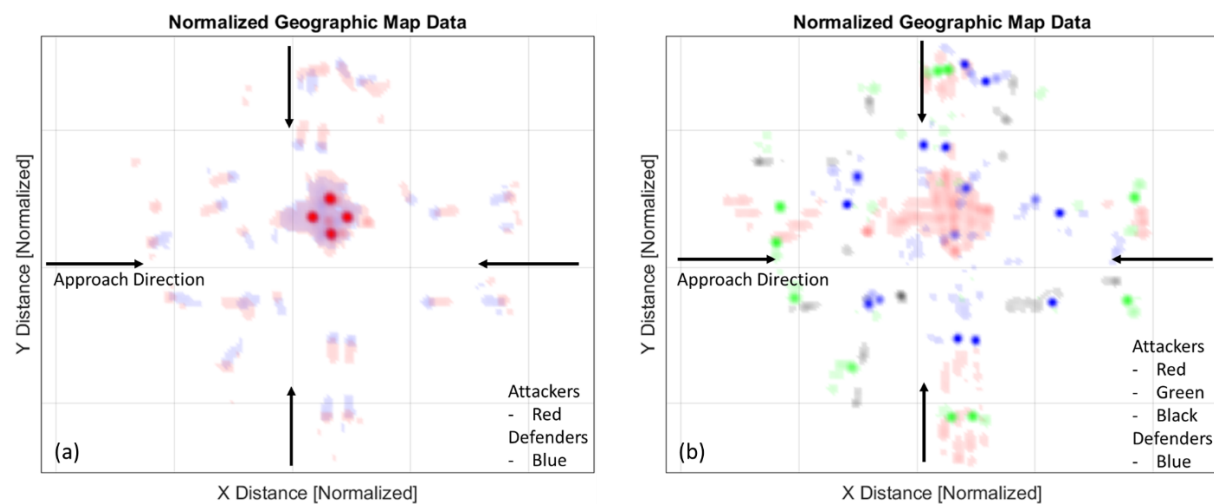 Normalized Geographic Map Data
Y Distance [Normalized]
Approach Direction
Attackers
- Red
Defenders
- Blue
(a)
X Distance [Normalized]
Normalized Geographic Map Data
Y Distance [Normalized]
Approach Direction
Attackers
- Red
- Green
- Black
Defenders
- Blue
(b)
X Distance [Normalized]